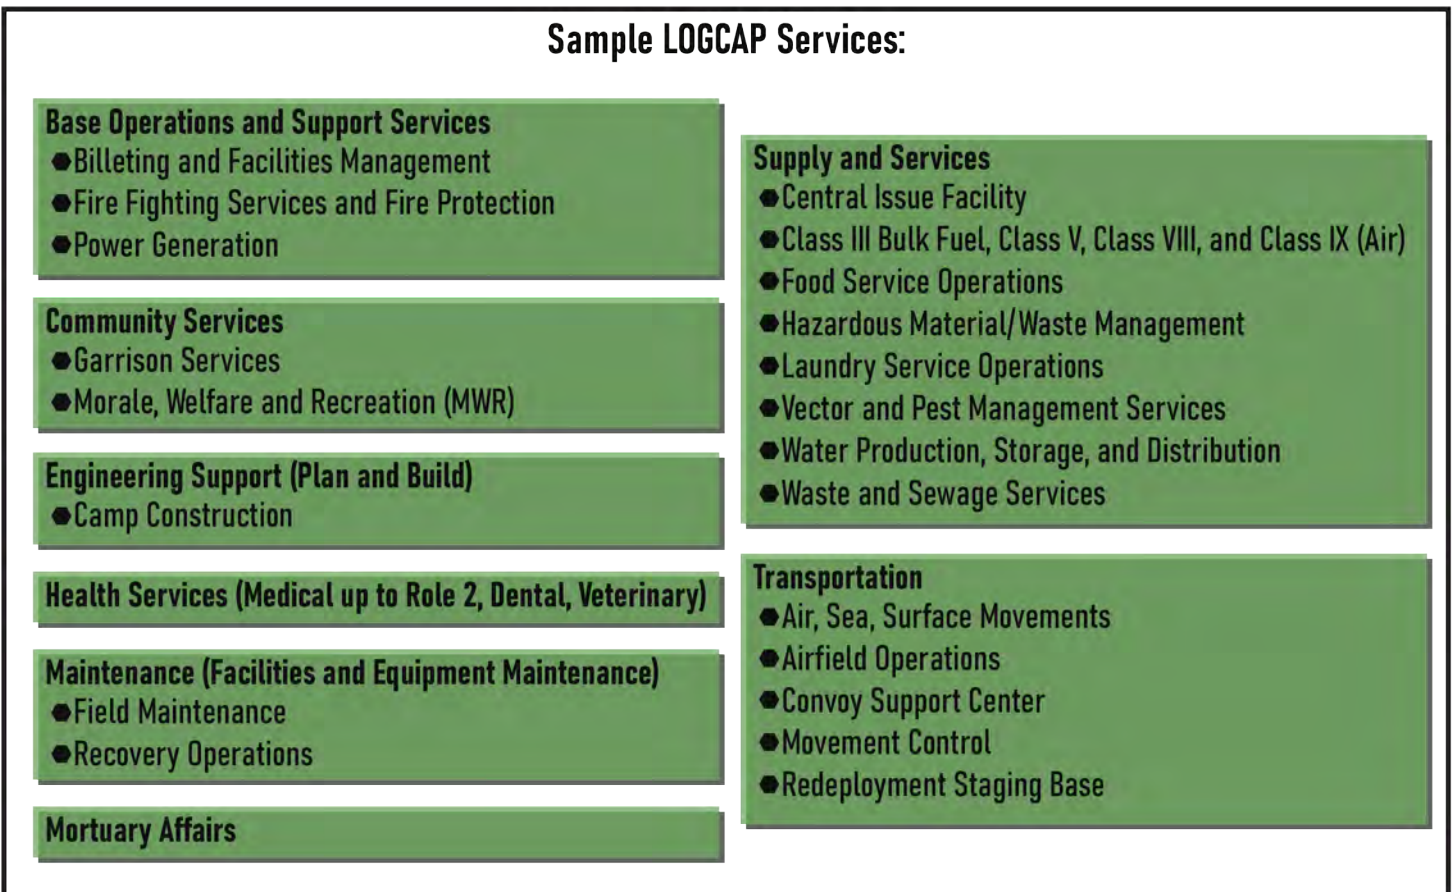 Sample LOGCAP Services:
Base Operations and Support Services
●Billeting and Facilities Management
●Fire Fighting Services and Fire Protection
●Power Generation
Community Services
●Garrison Services
●Morale, Welfare and Recreation (MWR)
Engineering Support (Plan and Build)
●Camp Construction
Health Services (Medical up to Role 2, Dental, Veterinary)
Maintenance (Facilities and Equipment Maintenance)
●Field Maintenance
●Recovery Operations
Mortuary Affairs
Supply and Services
●Central Issue Facility
●Class III Bulk Fuel, Class V, Class VIII, and Class IX (Air)
●Food Service Operations
●Hazardous Material/Waste Management
●Laundry Service Operations
●Vector and Pest Management Services
●Water Production, Storage, and Distribution
●Waste and Sewage Services
Transportation
●Air, Sea, Surface Movements
●Airfield Operations
●Convoy Support Center
●Movement Control
●Redeployment Staging Base